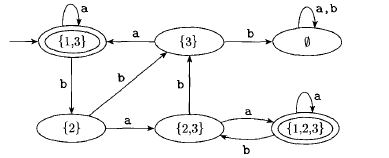 a
a,b
{1,3}
a
{3}
b
∅
b
b
b
a
{2}
a
{2,3}
a
b
{1,2,3}